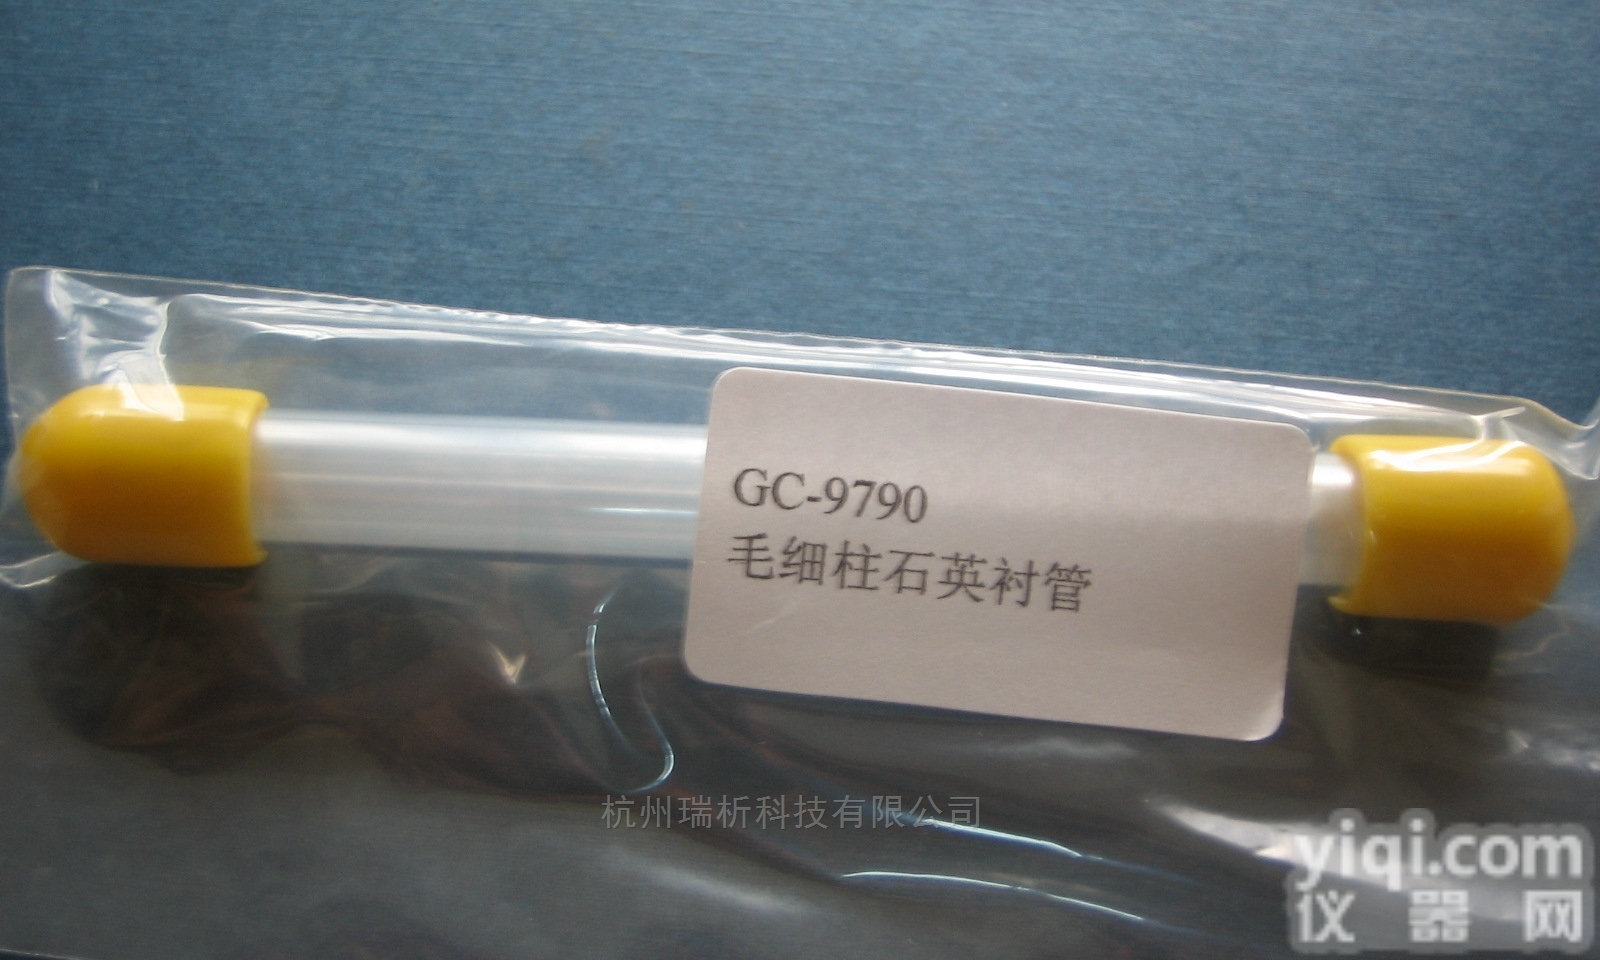 GC-9790
毛细柱石英衬管
杭州瑞析科技有限公司
yiqi.com
仪器网